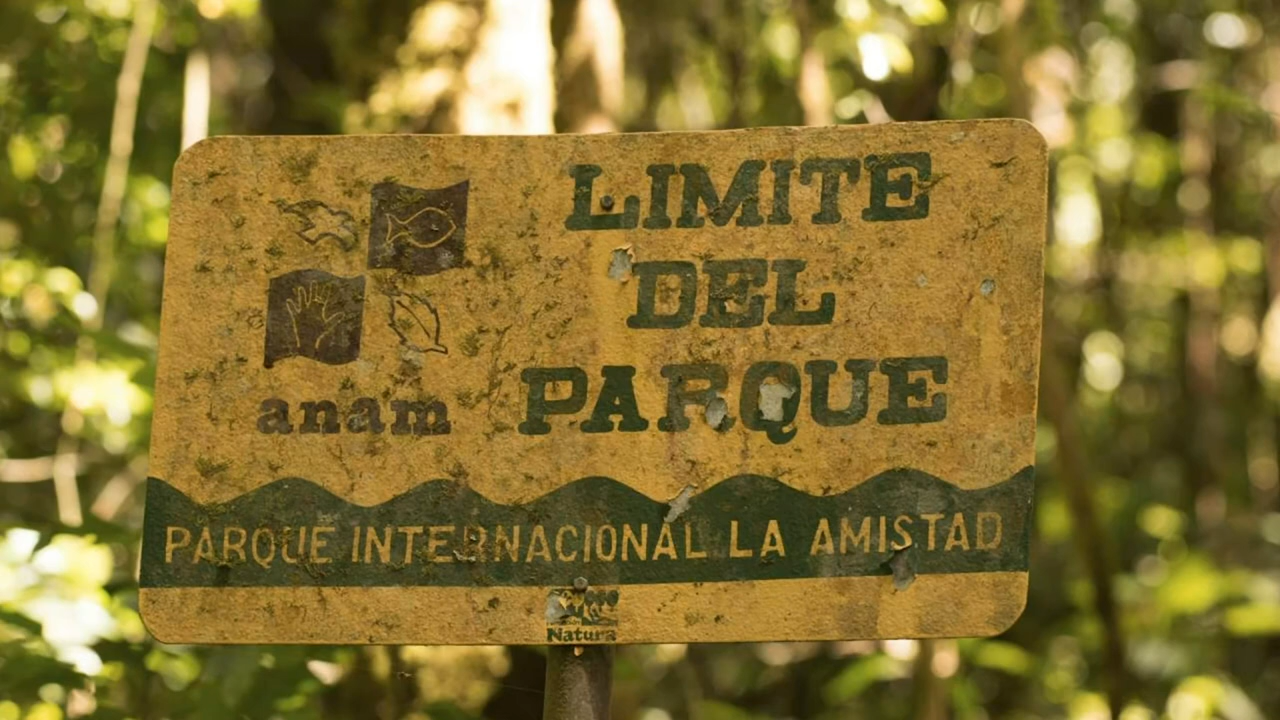 LIMITE
DEL
PARQUE
anam
PARQUE INTERNACIONAL LA AMISTAD
Natura